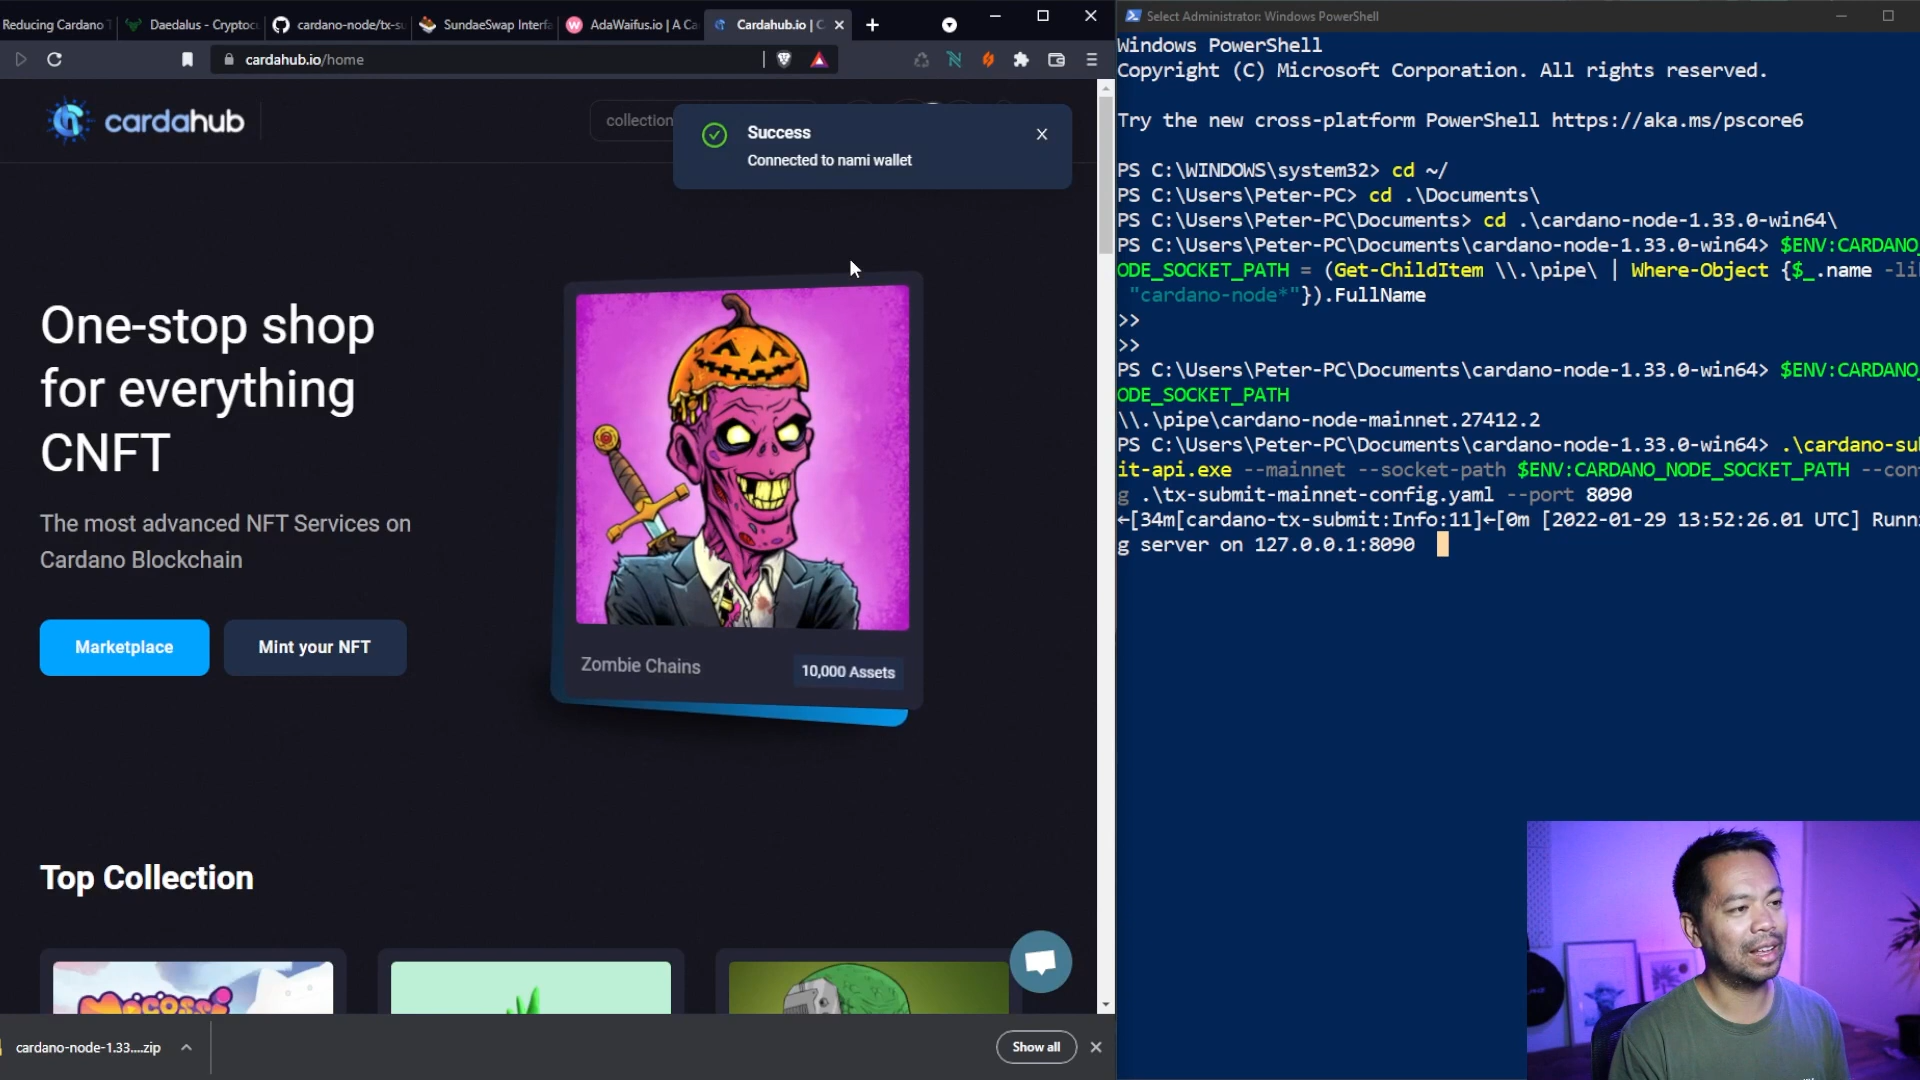 Reducing Cardano T
Daedalus - Cryptoc
cardano-node/tx-su
SundaeSwap Interfa
AdaWaifus.io | A Ca
Cardahub.io | C
cardahub.io/home
cardahub
collection
Success
Connected to nami wallet
One-stop shop
for everything
CNFT
The most advanced NFT Services on
Cardano Blockchain
Marketplace
Mint your NFT
Zombie Chains
10,000 Assets
Top Collection
cardano-node-1.33....zip
Show all
Select Administrator: Windows PowerShell
Windows PowerShell
Copyright (C) Microsoft Corporation. All rights reserved.
Try the new cross-platform PowerShell https://aka.ms/pscore6
PS C:\WINDOWS\system32> cd ~/
PS C:\Users\Peter-PC> cd .\Documents\
PS C:\Users\Peter-PC\Documents> cd .\cardano-node-1.33.0-win64\
PS C:\Users\Peter-PC\Documents\cardano-node-1.33.0-win64> $ENV:CARDANO_
ODE_SOCKET_PATH = (Get-ChildItem \\.\pipe\ | Where-Object {$_.name -li
"cardano-node*"}).FullName
>>
>>
PS C:\Users\Peter-PC\Documents\cardano-node-1.33.0-win64> $ENV:CARDANO_
ODE_SOCKET_PATH
\\.\pipe\cardano-node-mainnet.27412.2
PS C:\Users\Peter-PC\Documents\cardano-node-1.33.0-win64> .\cardano-su
it-api.exe --mainnet --socket-path $ENV:CARDANO_NODE_SOCKET_PATH --con
g .\tx-submit-mainnet-config.yaml --port 8090
←[34m[cardano-tx-submit:Info:11]←[0m [2022-01-29 13:52:26.01 UTC] Runn
g server on 127.0.0.1:8090